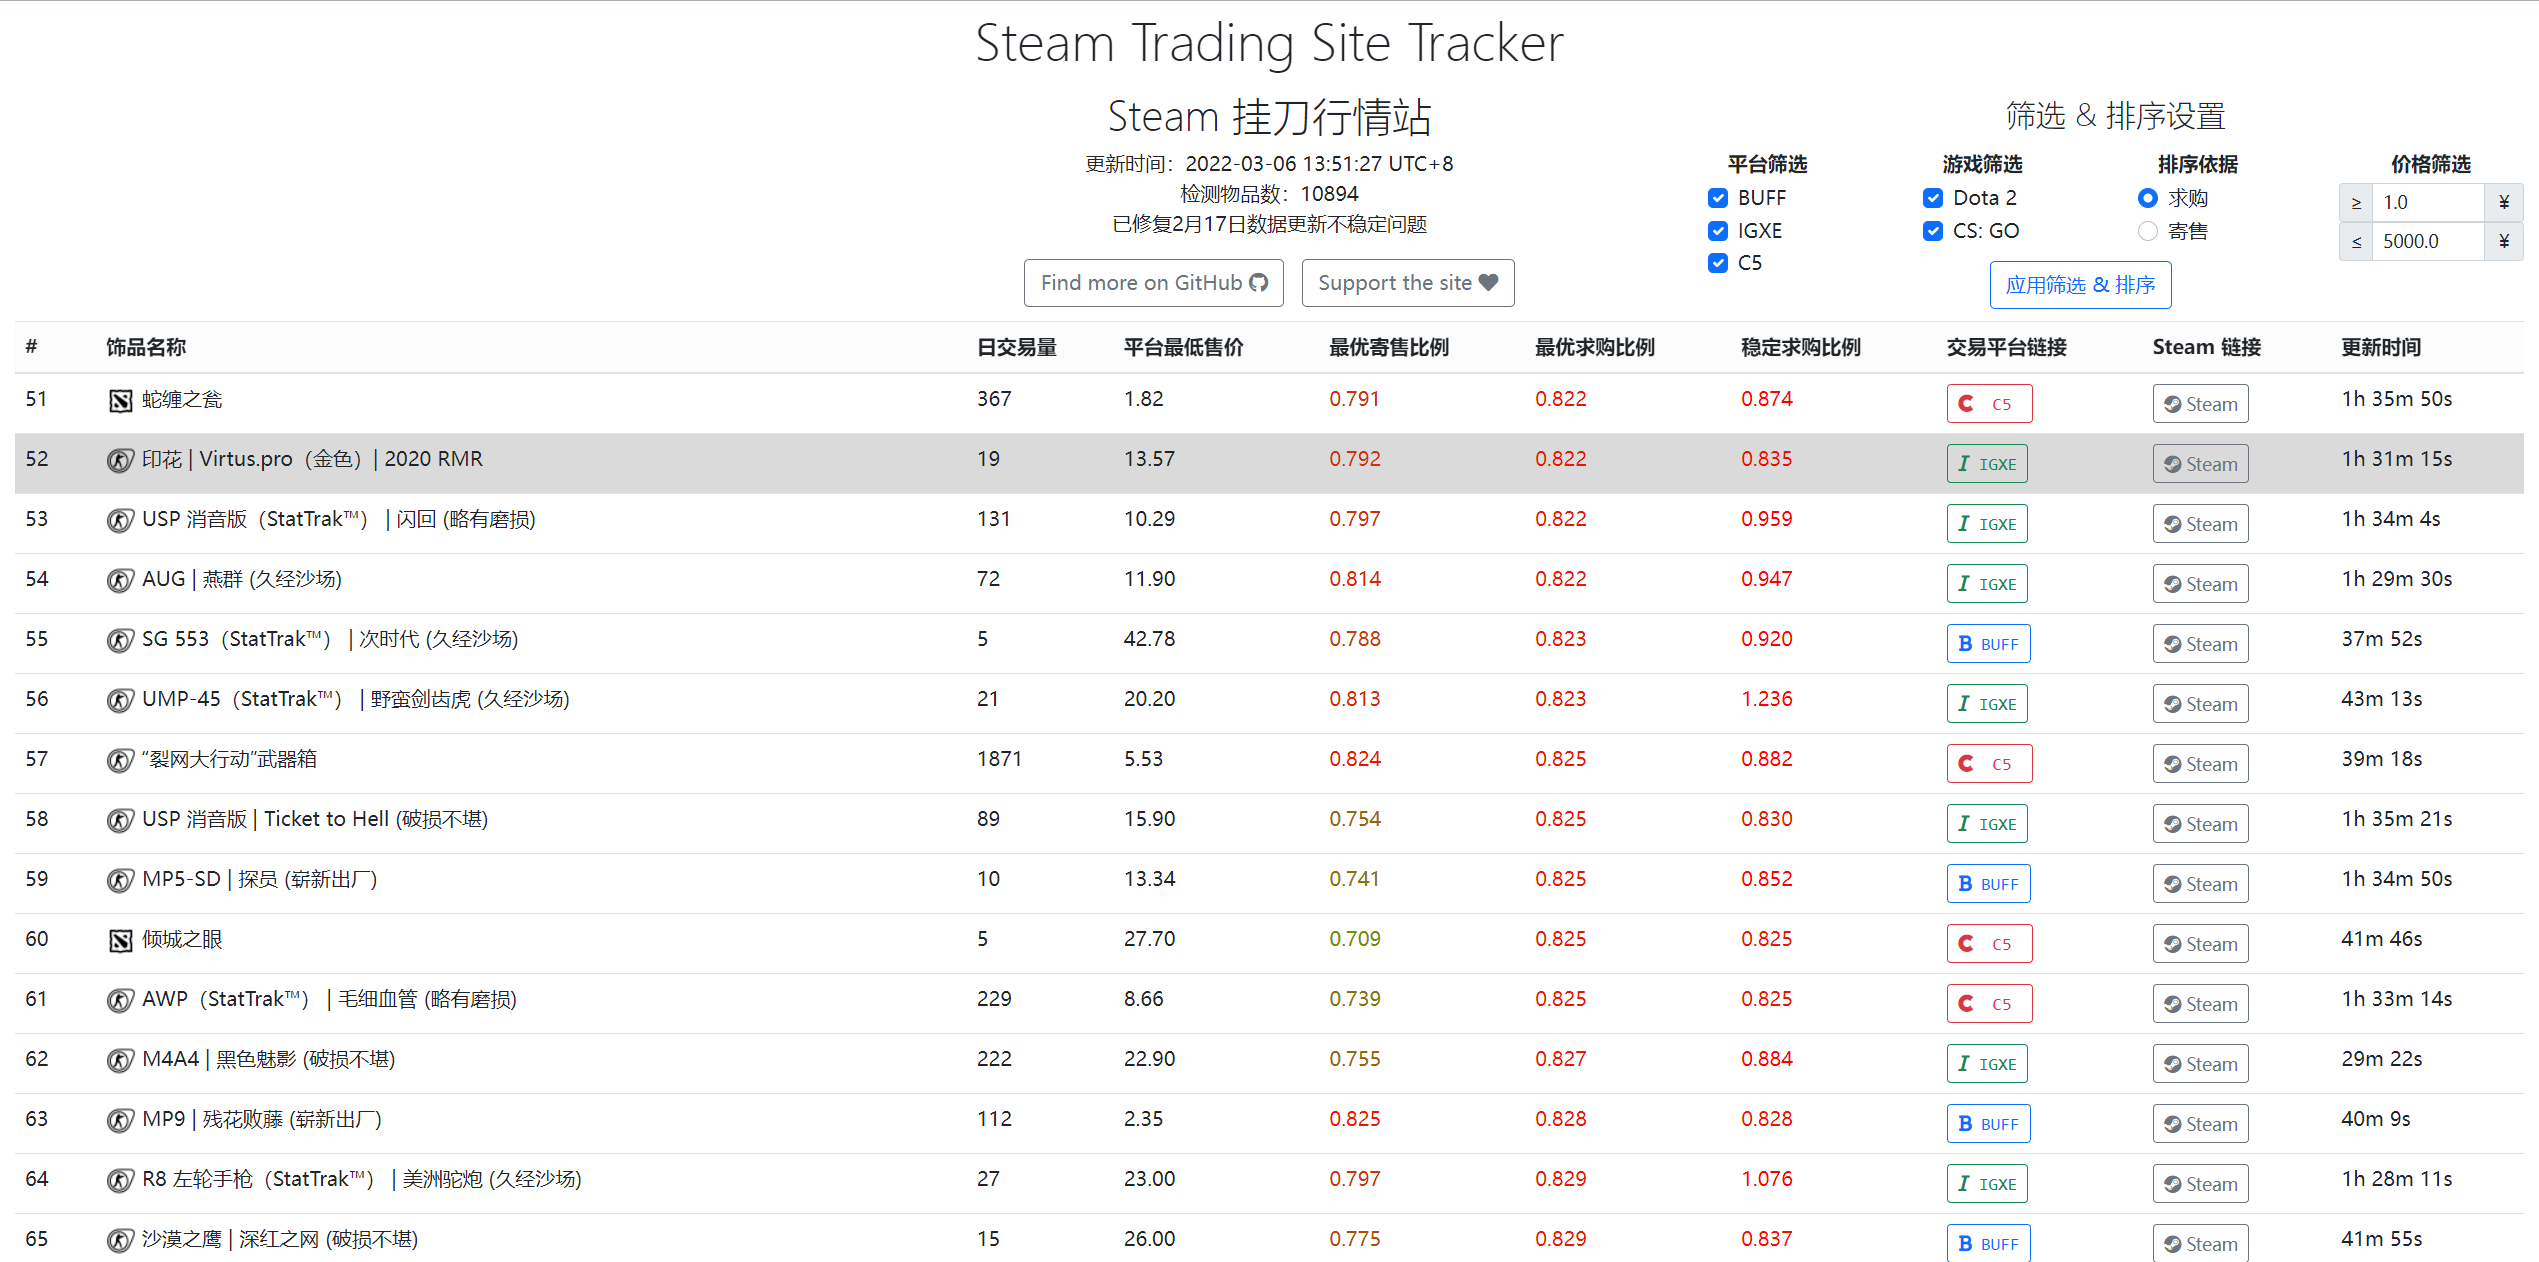 Steam Trading Site Tracker
Steam 挂刀行情站
更新时间：2022-03-06 13:51:27 UTC+8
检测物品数：10894
已修复2月17日数据更新不稳定问题
Find more on GitHub
Support the site
筛选 & 排序设置
平台筛选 游戏筛选 排序依据 价格筛选
BUFF Dota 2 求购 ≥ 1.0 ¥
IGXE CS: GO 寄售 ≤ 5000.0 ¥
C5
应用筛选 & 排序
# 饰品名称 日交易量 平台最低售价 最优寄售比例 最优求购比例 稳定求购比例 交易平台链接 Steam 链接 更新时间
51 蛇缠之瓮 367 1.82 0.791 0.822 0.874 C5 Steam 1h 35m 50s
52 印花 | Virtus.pro（金色）| 2020 RMR 19 13.57 0.792 0.822 0.835 IGXE Steam 1h 31m 15s
53 USP 消音版（StatTrak™） | 闪回 (略有磨损) 131 10.29 0.797 0.822 0.959 IGXE Steam 1h 34m 4s
54 AUG | 燕群 (久经沙场) 72 11.90 0.814 0.822 0.947 IGXE Steam 1h 29m 30s
55 SG 553（StatTrak™） | 次时代 (久经沙场) 5 42.78 0.788 0.823 0.920 BUFF Steam 37m 52s
56 UMP-45（StatTrak™） | 野蛮剑齿虎 (久经沙场) 21 20.20 0.813 0.823 1.236 IGXE Steam 43m 13s
57 “裂网大行动”武器箱 1871 5.53 0.824 0.825 0.882 C5 Steam 39m 18s
58 USP 消音版 | Ticket to Hell (破损不堪) 89 15.90 0.754 0.825 0.830 IGXE Steam 1h 35m 21s
59 MP5-SD | 探员 (崭新出厂) 10 13.34 0.741 0.825 0.852 BUFF Steam 1h 34m 50s
60 倾城之眼 5 27.70 0.709 0.825 0.825 C5 Steam 41m 46s
61 AWP（StatTrak™） | 毛细血管 (略有磨损) 229 8.66 0.739 0.825 0.825 C5 Steam 1h 33m 14s
62 M4A4 | 黑色魅影 (破损不堪) 222 22.90 0.755 0.827 0.884 IGXE Steam 29m 22s
63 MP9 | 残花败藤 (崭新出厂) 112 2.35 0.825 0.828 0.828 BUFF Steam 40m 9s
64 R8 左轮手枪（StatTrak™） | 美洲鸵炮 (久经沙场) 27 23.00 0.797 0.829 1.076 IGXE Steam 1h 28m 11s
65 沙漠之鹰 | 深红之网 (破损不堪) 15 26.00 0.775 0.829 0.837 BUFF Steam 41m 55s